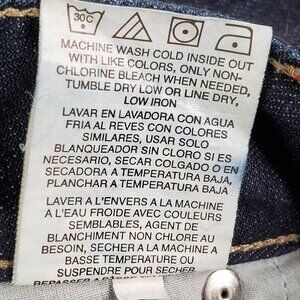 30C
MACHINE WASH COLD INSIDE OUT
WITH LIKE COLORS, ONLY NON-
CHLORINE BLEACH WHEN NEEDED,
TUMBLE DRY LOW OR LINE DRY,
LOW IRON
LAVAR EN LAVADORA CON AGUA
FRIA AL REVES CON COLORES
SIMILARES, USAR SOLO
BLANQUEADOR SIN CLORO SI ES
NECESARIO, SECAR COLGADO O EN
SECADORA A TEMPERATURA BAJA,
PLANCHAR A TEMPERATURA BAJA
LAVER A L'ENVERS A LA MACHINE
A L'EAU FROIDE AVEC COULEURS
SEMBLABLES, AGENT DE
BLANCHIMENT NON CHLORE AU
BESOIN, SECHER A LA MACHINE A
BASSE TEMPERATURE OU
SUSPENDRE POUR SECHER
REPASSER A BASSE